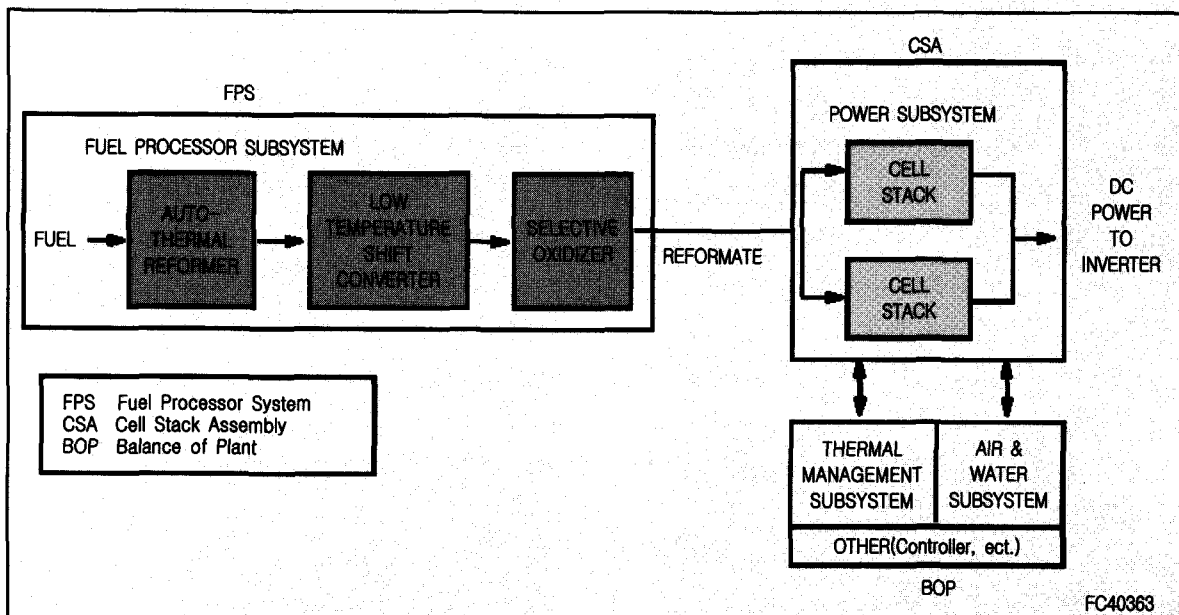 FPS
FUEL PROCESSOR SUBSYSTEM
FUEL
AUTO-
THERMAL
REFORMER
LOW
TEMPERATURE
SHIFT
CONVERTER
SELECTIVE
OXIDIZER
REFORMATE
CSA
POWER SUBSYSTEM
CELL
STACK
CELL
STACK
DC
POWER
TO
INVERTER
FPS Fuel Processor System
CSA Cell Stack Assembly
BOP Balance of Plant
THERMAL
MANAGEMENT
SUBSYSTEM
AIR &
WATER
SUBSYSTEM
OTHER(Controller, ect.)
BOP
FC40363